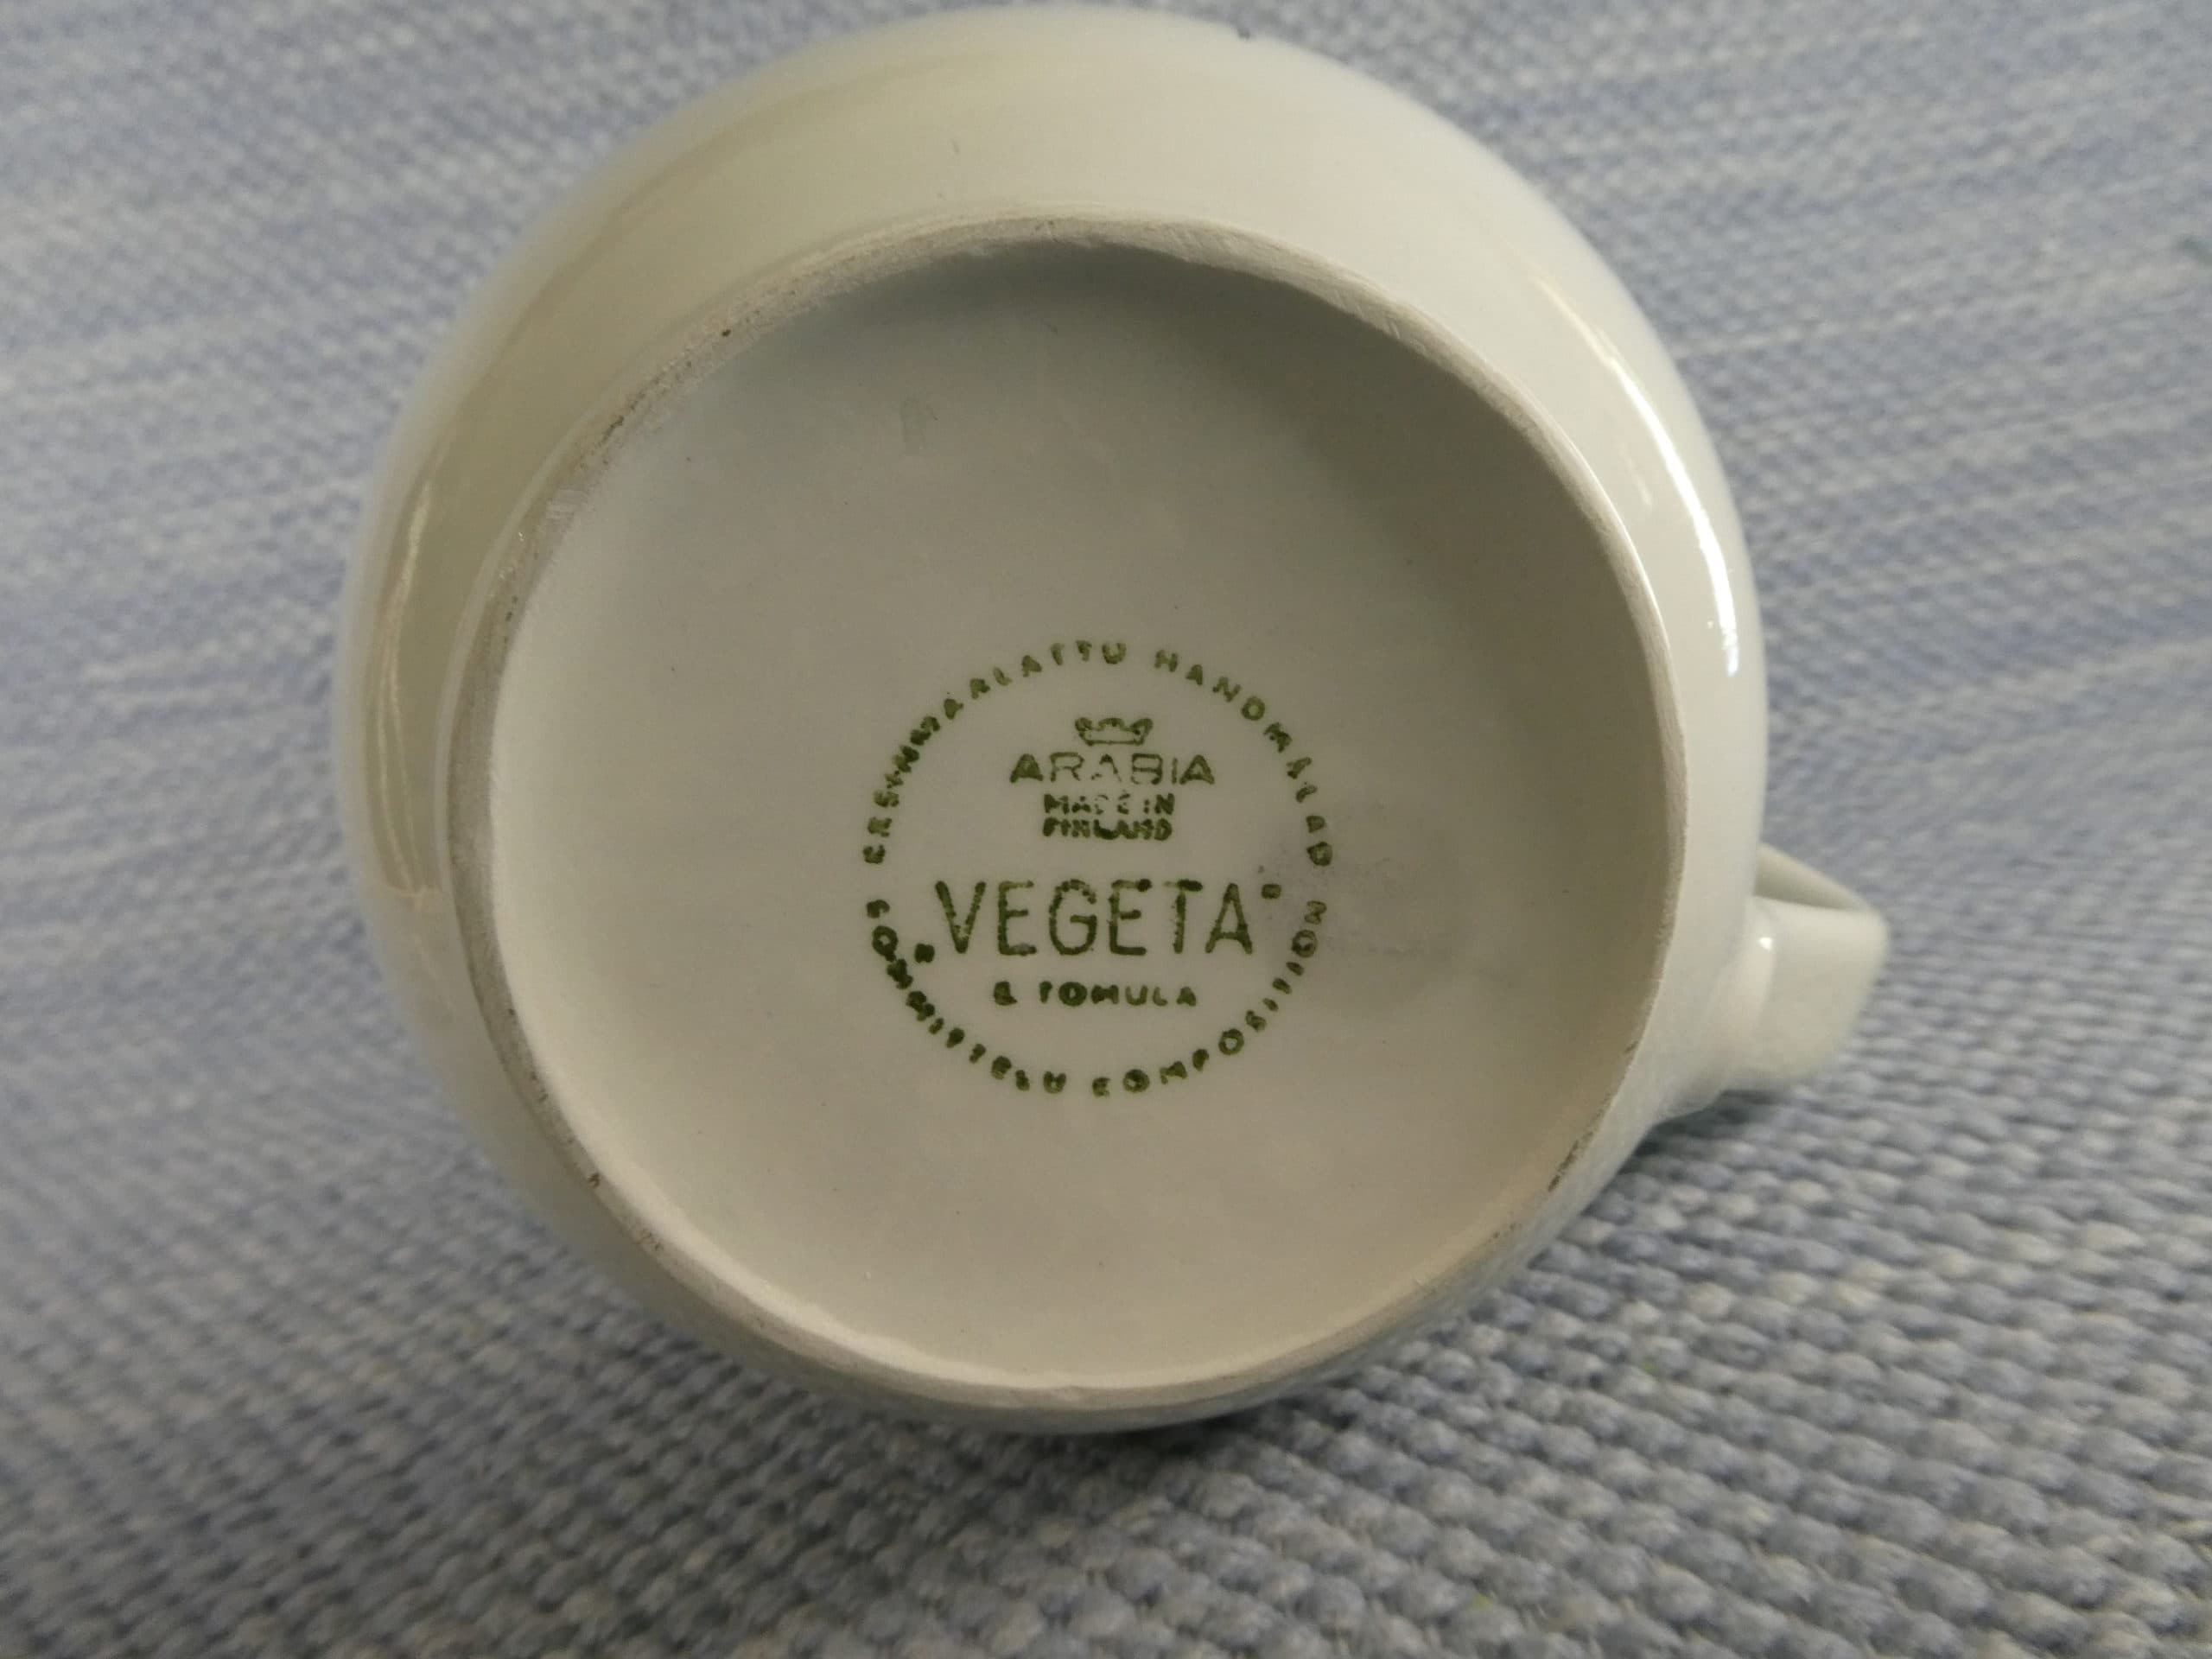 KÄSINMAALATTU HANDMÅLAD
ARABIA
MADE IN
FINLAND
"VEGETA"
E TOMULA
SOMMITTELU COMPOSITION